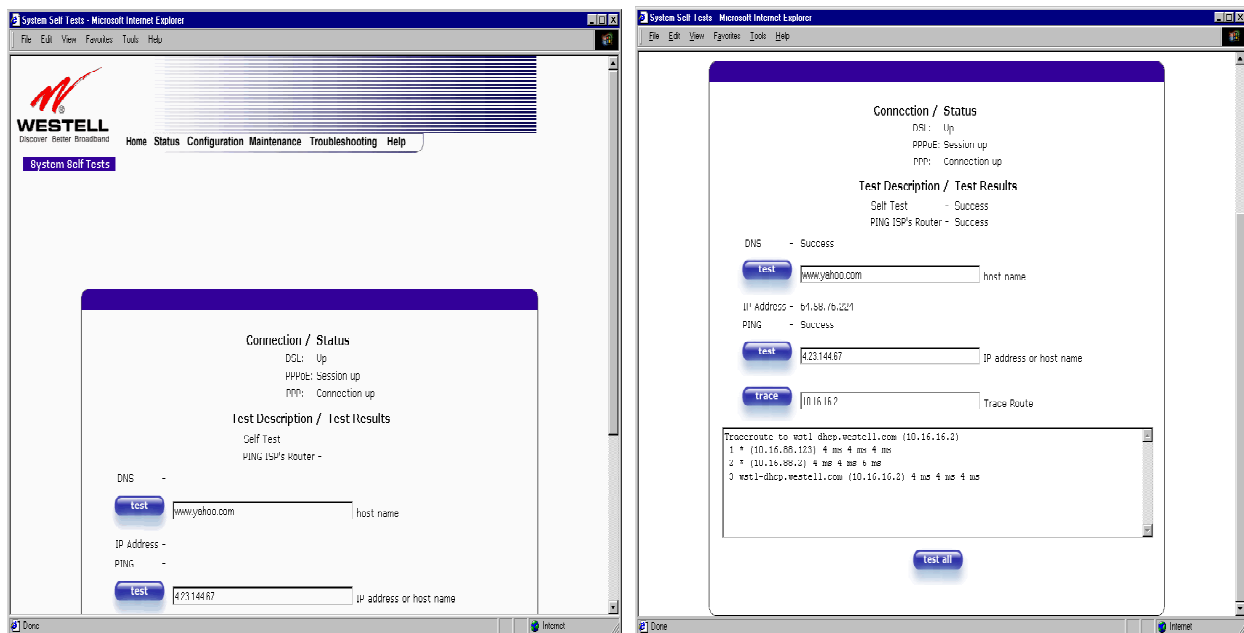 System Self Tests - Microsoft Internet Explorer
File Edit View Favorites Tools Help
WESTELL
Discover Better Broadband
Home Status Configuration Maintenance Troubleshooting Help
System Self Tests
Connection / Status
DSL: Up
PPPoE: Session up
PPP: Connection up
Test Description / Test Results
Self Test
PING ISP's Router -
DNS -
test
www.yahoo.com
host name
IP Address -
PING -
test
4.23.144.67
IP address or host name
Done
Internet
System Self Tests Microsoft Internet Explorer
File Edit View Favorites Tools Help
Connection / Status
DSL: Up
PPPoE: Session up
PPP: Connection up
Test Description / Test Results
Self Test - Success
PING ISP's Router - Success
DNS - Success
test
www.yahoo.com
host name
IP Address - 64.58.76.224
PING - Success
test
4.23.144.67
IP address or host name
trace
10.16.16.2
Trace Route
Traceroute to wstl dhcp.westell.com (10.16.16.2)
1 * (10.16.88.123) 4 ms 4 ms 4 ms
2 * (10.16.88.2) 4 ms 4 ms 6 ms
3 wstl-dhcp.westell.com (10.16.16.2) 4 ms 4 ms 4 ms
test all
Done
Internet